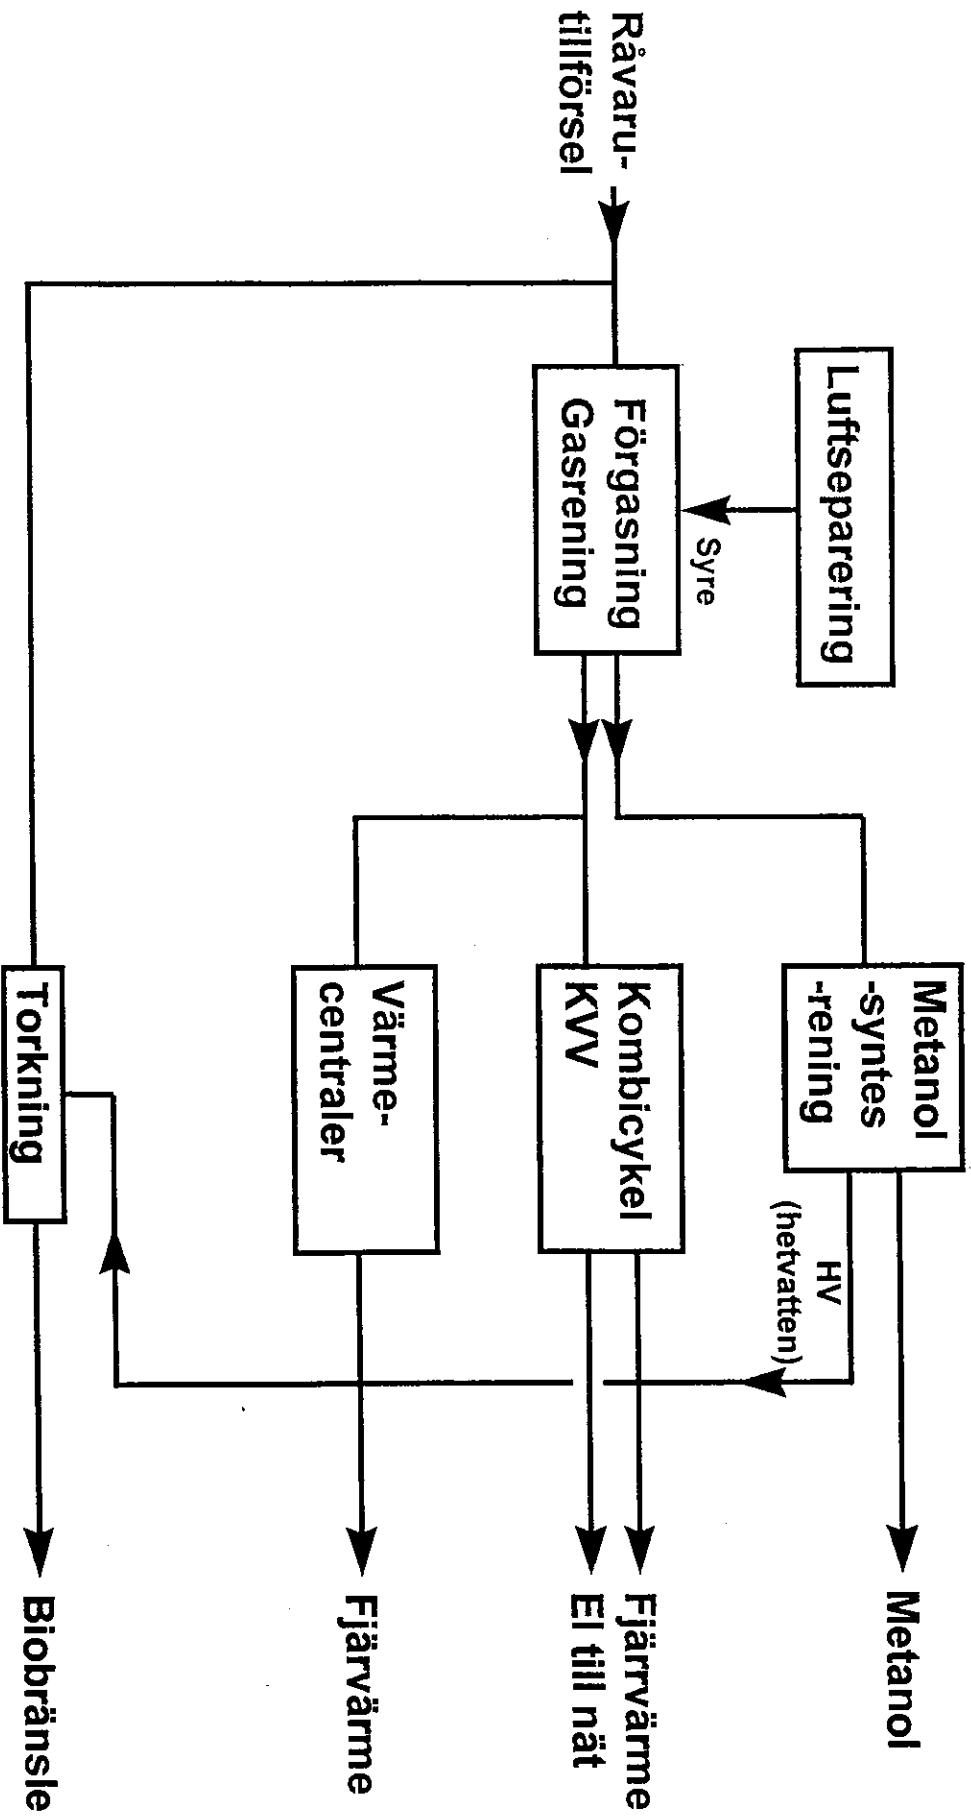 Råvaru-
tillförsel
Luftseparering
Syre
Förgasning
Gasrening
Metanol
-syntes
-rening
HV
(hetvatten)
Kombicykel
KVV
Värme-
centraler
Torkning
Metanol
Fjärrvärme
El till nät
Fjärvärme
Biobränsle